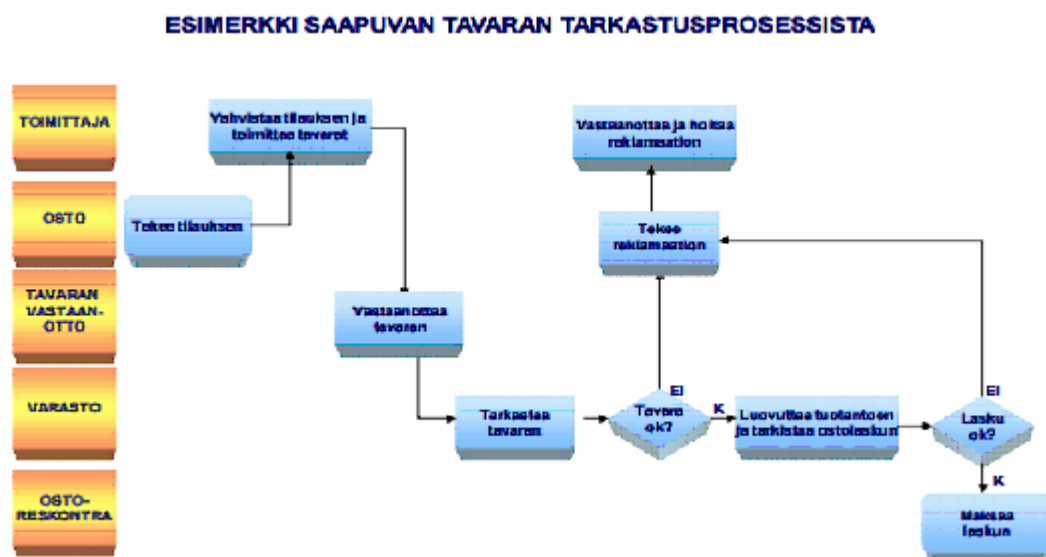 ESIMERKKI SAAPUVAN TAVARAN TARKASTUSPROSESSISTA
TOIMITTAJA
Vahvistaa tilauksen ja
toimittaa tavarat
Vastaanottaa ja hoitaa
reklamaation
OSTO
Tekee tilauksen
Tekee
reklamaation
TAVARAN
VASTAAN-
OTTO
Vastaanottaa
tavaran
VARASTO
Tarkastaa
tavaran
EI
Tavara
ok?
K
Luovuttaa tuotantoon
ja tarkistaa ostolaskun
EI
Lasku
ok?
K
OSTO-
RESKONTRA
Maksaa
laskun